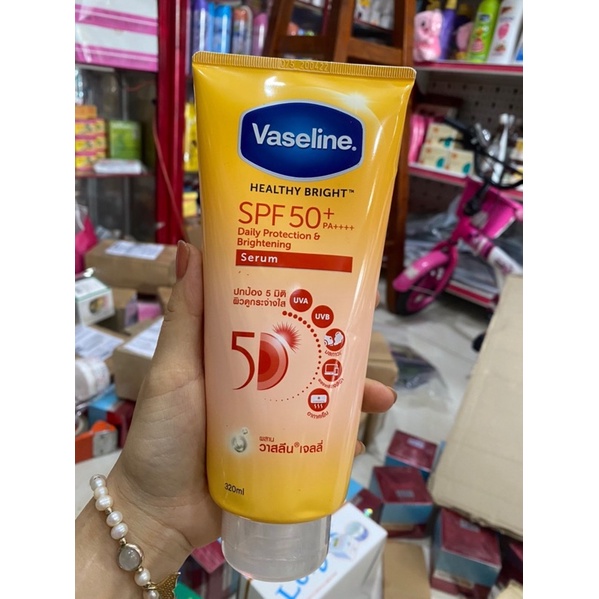 Vaseline.
HEALTHY BRIGHT™
SPF 50+
PA++++
Daily Protection &
Brightening
Serum
ปกป้อง 5 มิติ
ผิวดูกระจ่างใส
UVA
UVB
5D
ผสาน
วาสลีน® เจลลี่
320ml